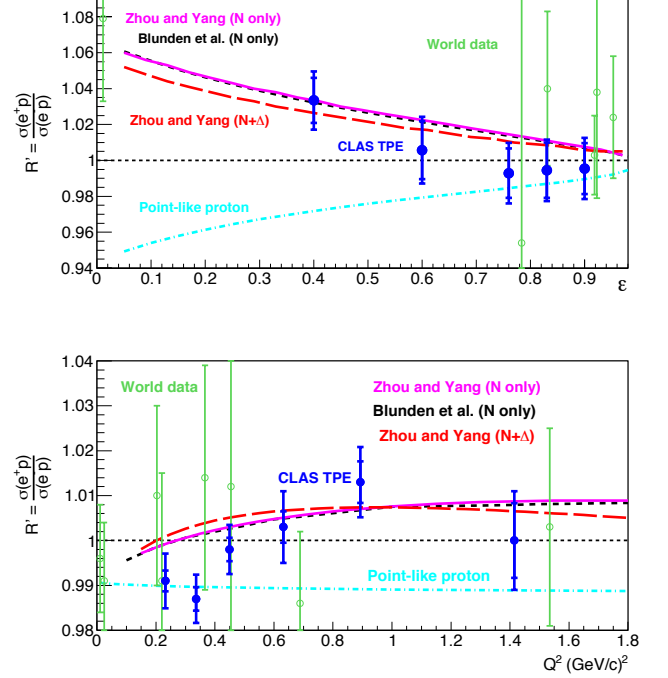 1.08
Zhou and Yang (N only)
Blunden et al. (N only)
World data
1.06
1.04
Zhou and Yang (N+Δ)
1.02
CLAS TPE
1
0.98
Point-like proton
0.96
0.94
R' = σ(e⁺p)/σ(e⁻p)
0 0.1 0.2 0.3 0.4 0.5 0.6 0.7 0.8 0.9
ε
1.04
World data
Zhou and Yang (N only)
Blunden et al. (N only)
1.03
Zhou and Yang (N+Δ)
CLAS TPE
1.02
1.01
1
Point-like proton
0.99
0.98
R' = σ(e⁺p)/σ(e⁻p)
0 0.2 0.4 0.6 0.8 1 1.2 1.4 1.6 1.8
Q² (GeV/c)²